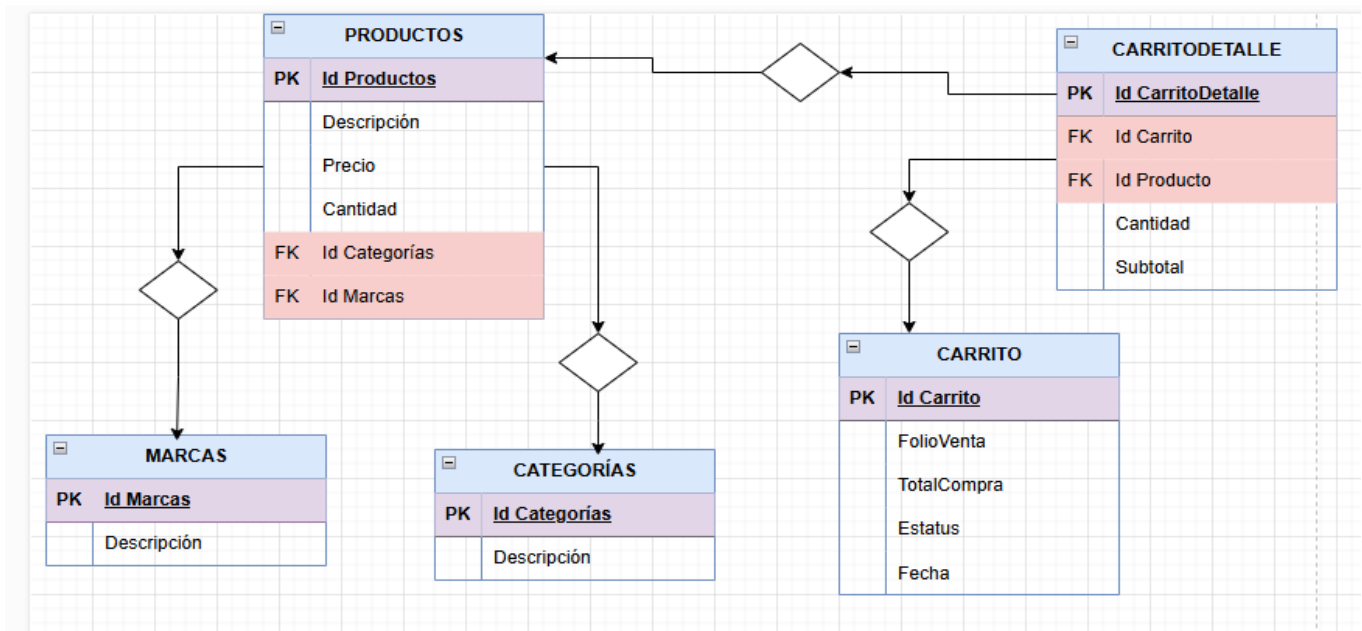 PRODUCTOS
PK Id Productos
Descripción
Precio
Cantidad
FK Id Categorías
FK Id Marcas
CARRITODETALLE
PK Id CarritoDetalle
FK Id Carrito
FK Id Producto
Cantidad
Subtotal
MARCAS
PK Id Marcas
Descripción
CATEGORÍAS
PK Id Categorías
Descripción
CARRITO
PK Id Carrito
FolioVenta
TotalCompra
Estatus
Fecha